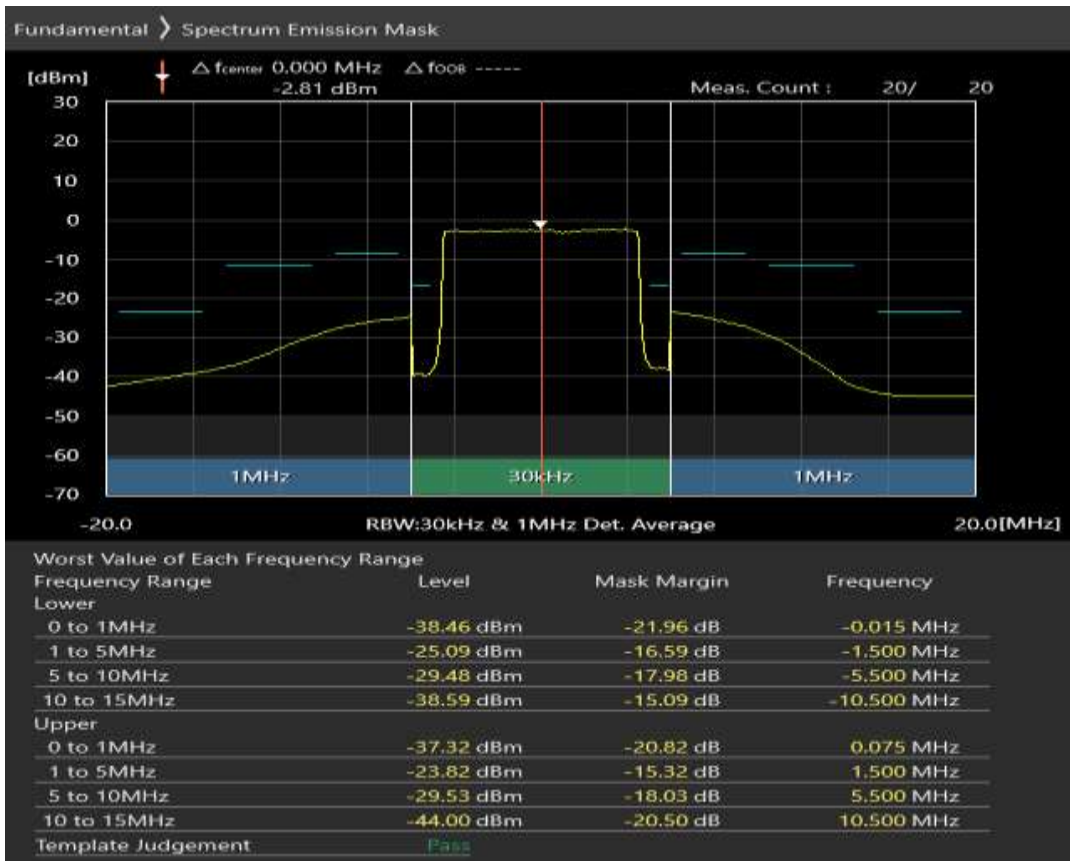 Fundamental 》 Spectrum Emission Mask
△ fcenter 0.000 MHz △ fOOB -----
[dBm]
-2.81 dBm
Meas. Count : 20/ 20
30
20
10
0
-10
-20
-30
-40
-50
-60
-70
1MHz 30kHz 1MHz
-20.0 RBW:30kHz & 1MHz Det. Average 20.0[MHz]
Worst Value of Each Frequency Range
Frequency Range Level Mask Margin Frequency
Lower
0 to 1MHz -38.46 dBm -21.96 dB -0.015 MHz
1 to 5MHz -25.09 dBm -16.59 dB -1.500 MHz
5 to 10MHz -29.48 dBm -17.98 dB -5.500 MHz
10 to 15MHz -38.59 dBm -15.09 dB -10.500 MHz
Upper
0 to 1MHz -37.32 dBm -20.82 dB 0.075 MHz
1 to 5MHz -23.82 dBm -15.32 dB 1.500 MHz
5 to 10MHz -29.53 dBm -18.03 dB 5.500 MHz
10 to 15MHz -44.00 dBm -20.50 dB 10.500 MHz
Template Judgement Pass